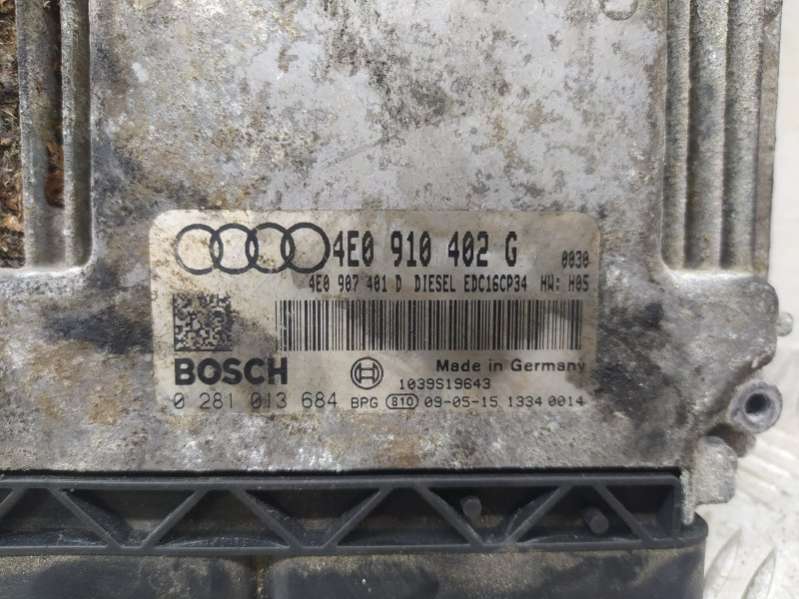 4E0 910 402 G 0030
4E0 907 401 D DIESEL EDC16CP34 HW: H05
BOSCH Made in Germany
1039S19643
0 281 013 684 BPG 810 09-05-15 1334 0014